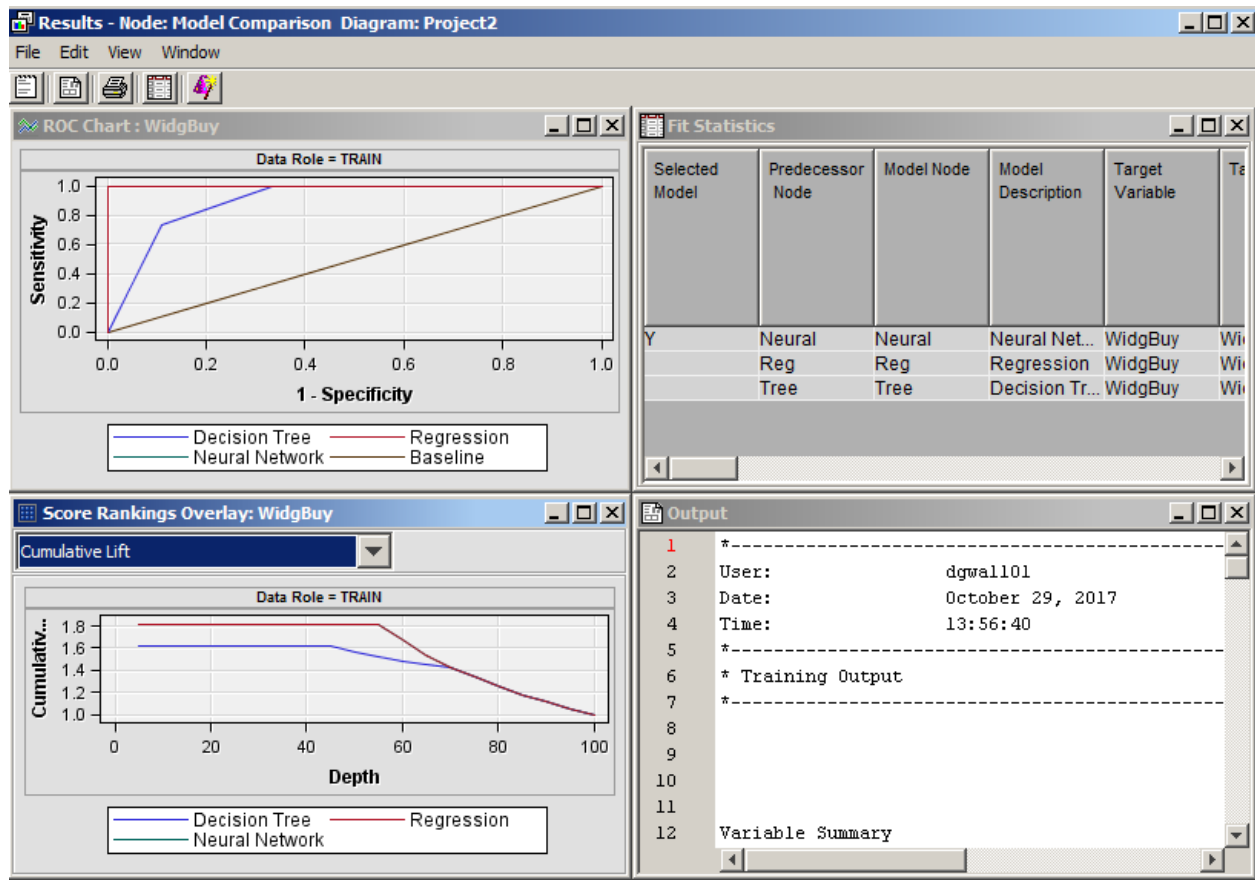 Results - Node: Model Comparison Diagram: Project2
File Edit View Window
ROC Chart : WidgBuy
Data Role = TRAIN
Sensitivity
1.0
0.8
0.6
0.4
0.2
0.0
0.0 0.2 0.4 0.6 0.8 1.0
1 - Specificity
Decision Tree Regression
Neural Network Baseline
Fit Statistics
Selected Model Predecessor Node Model Node Model Description Target Variable Ta
Y Neural Neural Neural Net... WidgBuy Wi
Reg Reg Regression WidgBuy Wi
Tree Tree Decision Tr... WidgBuy Wi
Score Rankings Overlay: WidgBuy
Cumulative Lift
Data Role = TRAIN
Cumulativ...
1.8
1.6
1.4
1.2
1.0
0 20 40 60 80 100
Depth
Decision Tree Regression
Neural Network
Output
1 *------------------------------------------------
2 User: dgwall01
3 Date: October 29, 2017
4 Time: 13:56:40
5 *------------------------------------------------
6 * Training Output
7 *------------------------------------------------
8
9
10
11
12 Variable Summary